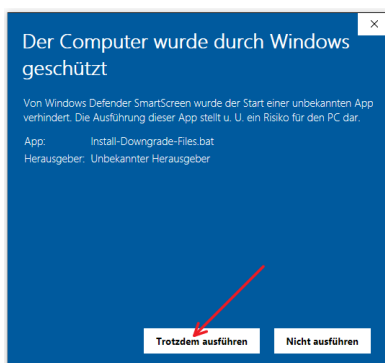 Der Computer wurde durch Windows
geschützt
Von Windows Defender SmartScreen wurde der Start einer unbekannten App
verhindert. Die Ausführung dieser App stellt u. U. ein Risiko für den PC dar.
App: Install-Downgrade-Files.bat
Herausgeber: Unbekannter Herausgeber
Trotzdem ausführen Nicht ausführen